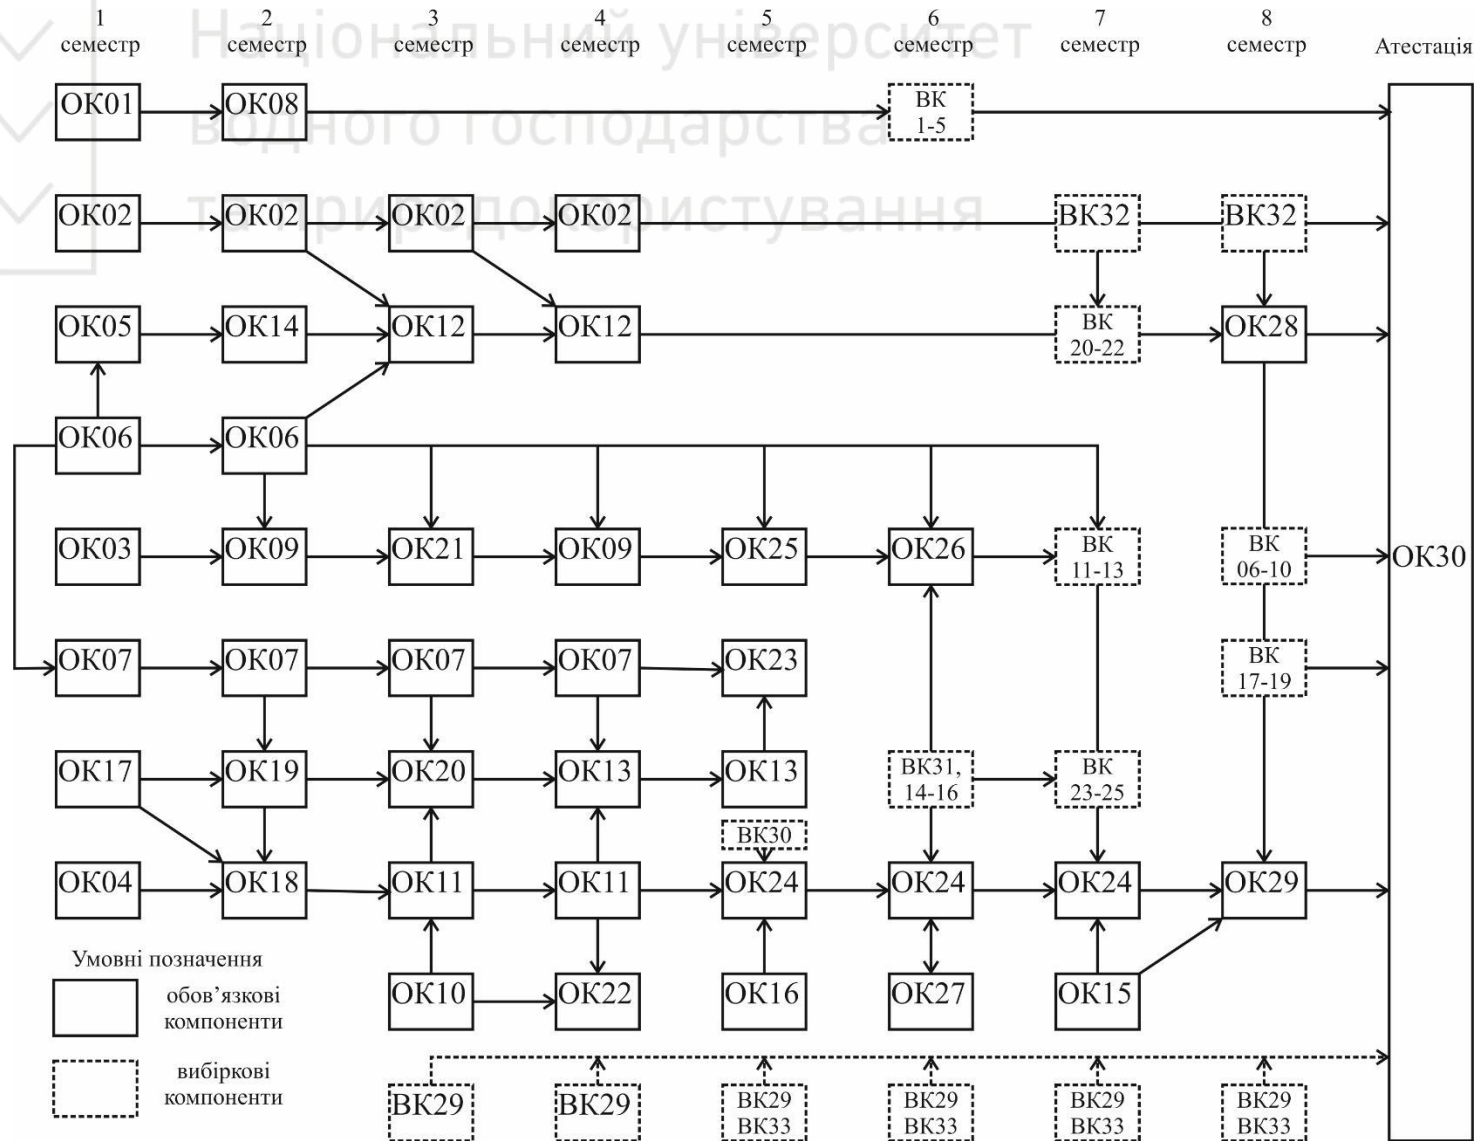 1 2 3 4 5 6 7 8
семестр семестр семестр семестр семестр семестр семестр семестр Атестація
Національний університет
водного господарства
та природокористування
ОК01 ОК08 ВК
1-5
ОК02 ОК02 ОК02 ОК02 ВК32 ВК32
ОК05 ОК14 ОК12 ОК12 ВК
20-22 ОК28
ОК06 ОК06
ОК03 ОК09 ОК21 ОК09 ОК25 ОК26 ВК
11-13 ВК
06-10 ОК30
ОК07 ОК07 ОК07 ОК07 ОК23 ВК
17-19
ОК17 ОК19 ОК20 ОК13 ОК13 ВК31,
14-16 ВК
23-25
ВК30
ОК04 ОК18 ОК11 ОК11 ОК24 ОК24 ОК24 ОК29
ОК10 ОК22 ОК16 ОК27 ОК15
Умовні позначення
обов’язкові
компоненти
вибіркові
компоненти
ВК29 ВК29 ВК29 ВК29 ВК29 ВК29
ВК33 ВК33 ВК33 ВК33